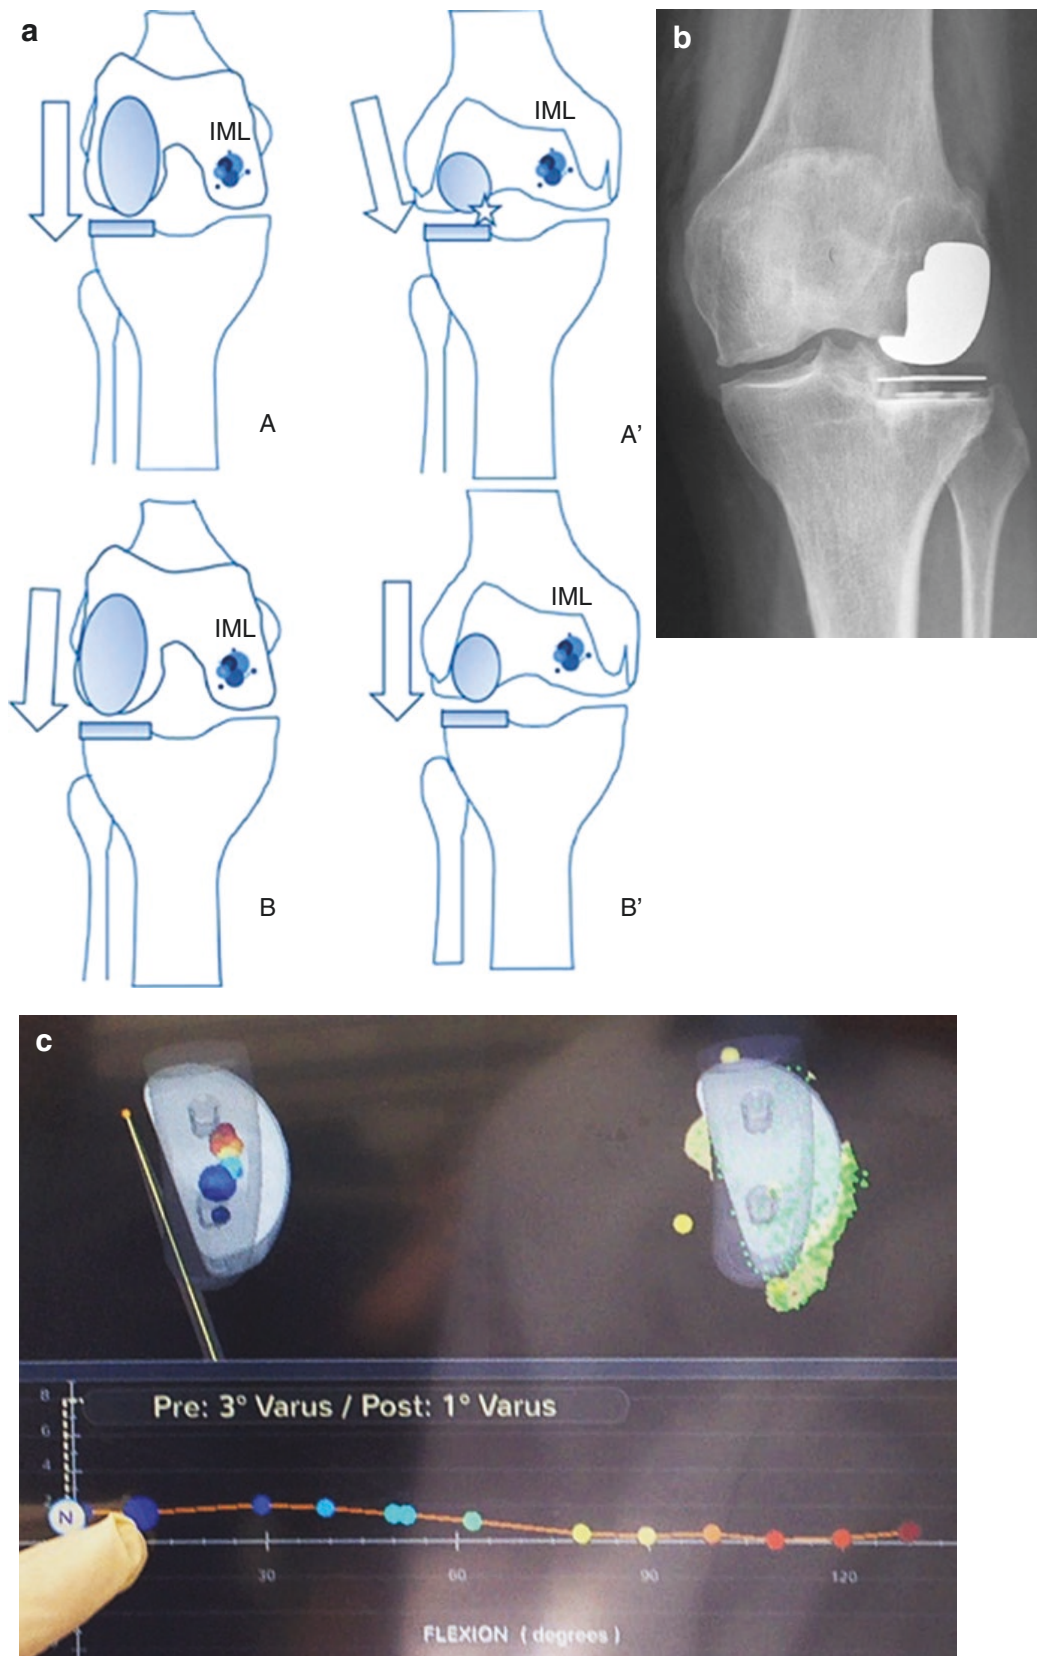 a
IML
A
IML
A’
IML
B
IML
B’
b
c
Pre: 3° Varus / Post: 1° Varus
8
6
4
2
N
30
60
90
120
FLEXION ( degrees )